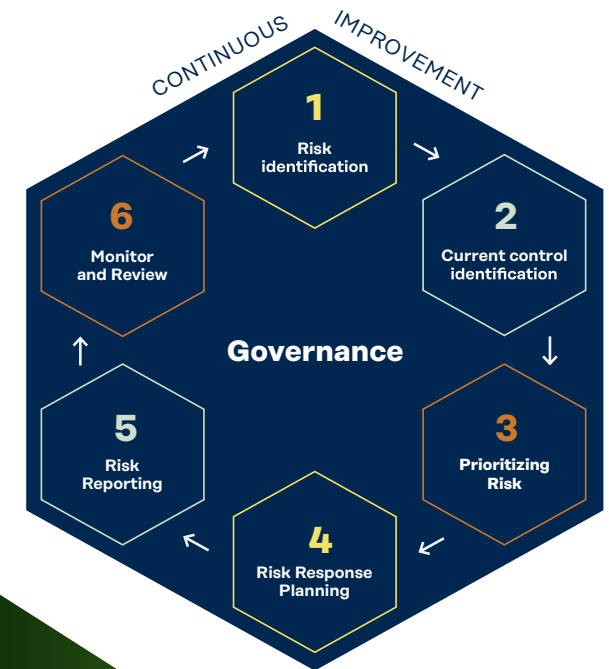 CONTINUOUS IMPROVEMENT
1
Risk
identification
2
Current control
identification
3
Prioritizing
Risk
4
Risk Response
Planning
5
Risk
Reporting
6
Monitor
and Review
Governance